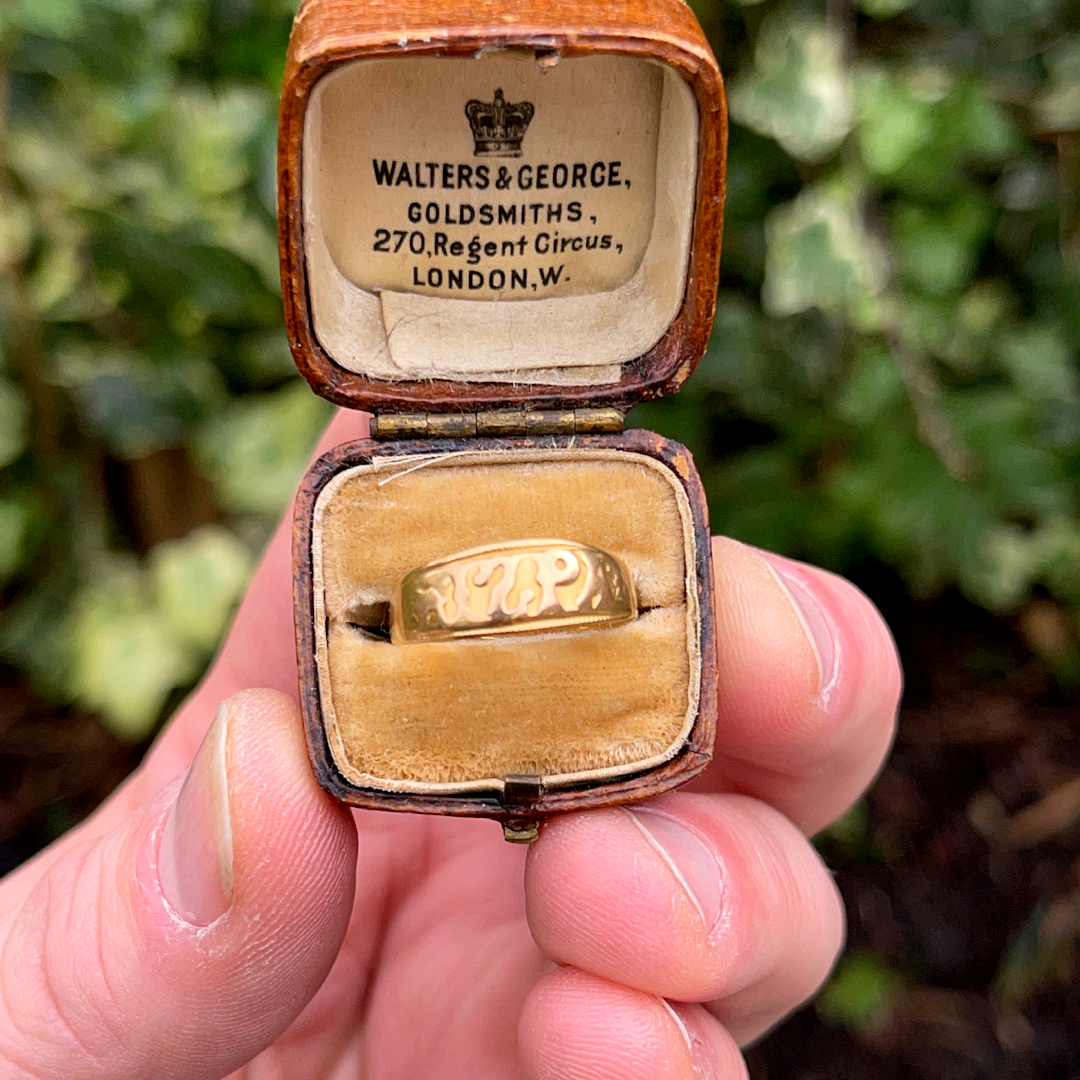 WALTERS & GEORGE,
GOLDSMITHS,
270, Regent Circus,
LONDON, W.